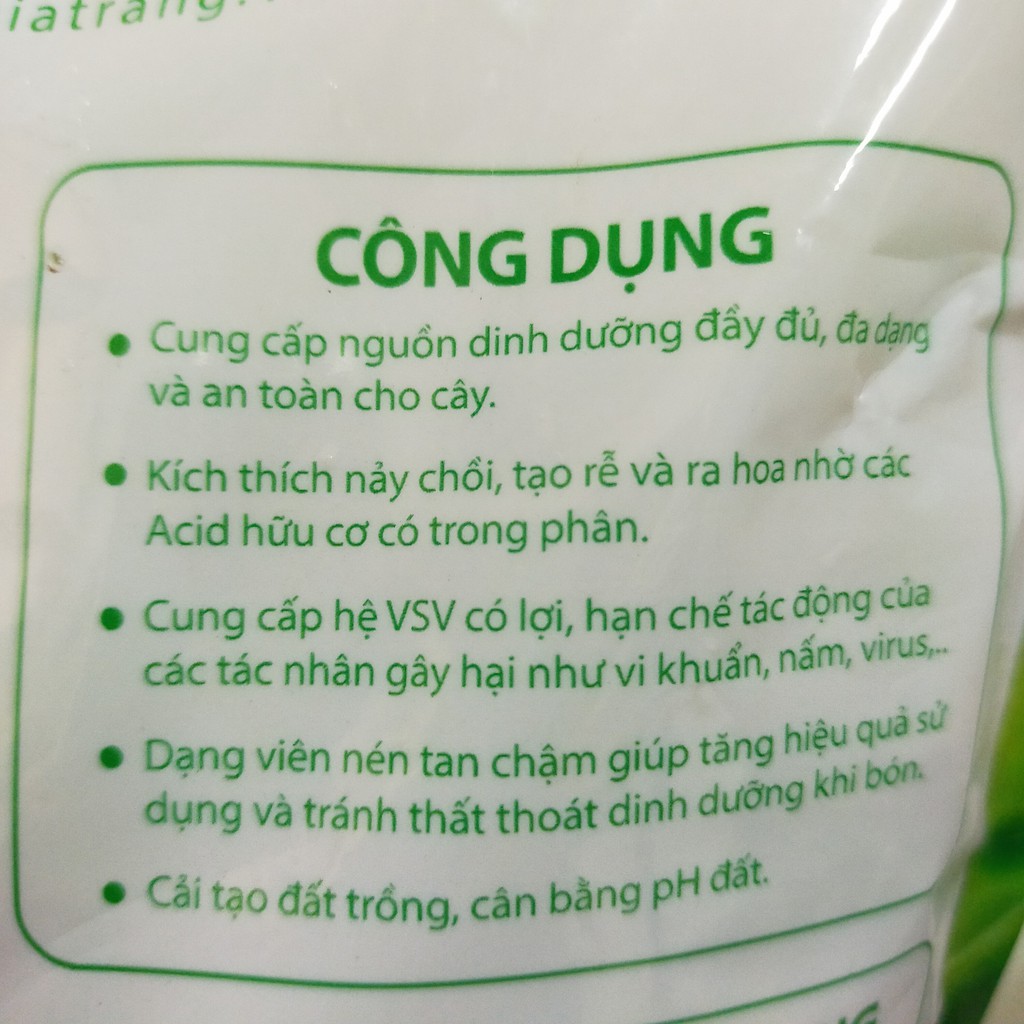 CÔNG DỤNG
• Cung cấp nguồn dinh dưỡng đầy đủ, đa dạng
và an toàn cho cây.
• Kích thích nảy chồi, tạo rễ và ra hoa nhờ các
Acid hữu cơ có trong phân.
• Cung cấp hệ VSV có lợi, hạn chế tác động của
các tác nhân gây hại như vi khuẩn, nấm, virus,..
• Dạng viên nén tan chậm giúp tăng hiệu quả sử
dụng và tránh thất thoát dinh dưỡng khi bón.
• Cải tạo đất trồng, cân bằng pH đất.